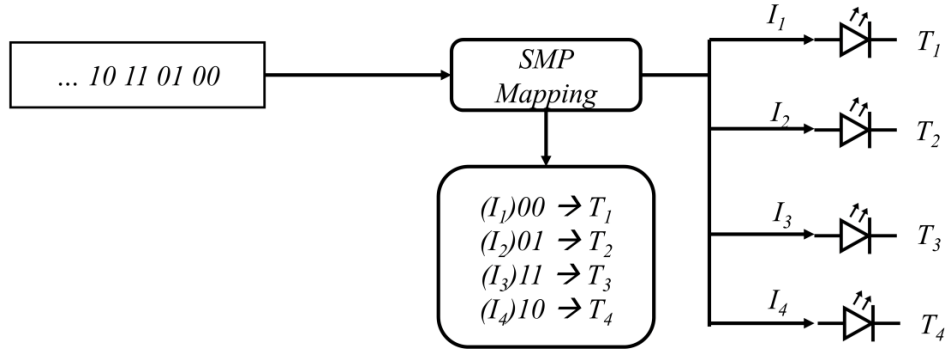 ... 10 11 01 00
SMP
Mapping
(I₁)00 → T₁
(I₂)01 → T₂
(I₃)11 → T₃
(I₄)10 → T₄
I₁
T₁
I₂
T₂
I₃
T₃
I₄
T₄